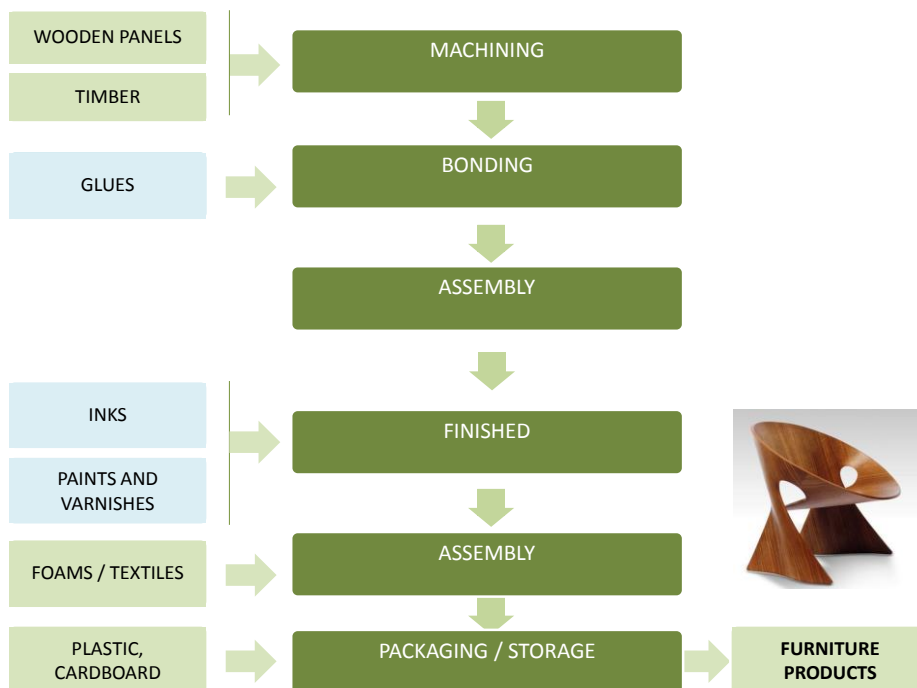 WOODEN PANELS
MACHINING
TIMBER
BONDING
GLUES
ASSEMBLY
INKS
FINISHED
PAINTS AND
VARNISHES
ASSEMBLY
FOAMS / TEXTILES
PLASTIC,
CARDBOARD
PACKAGING / STORAGE
FURNITURE
PRODUCTS